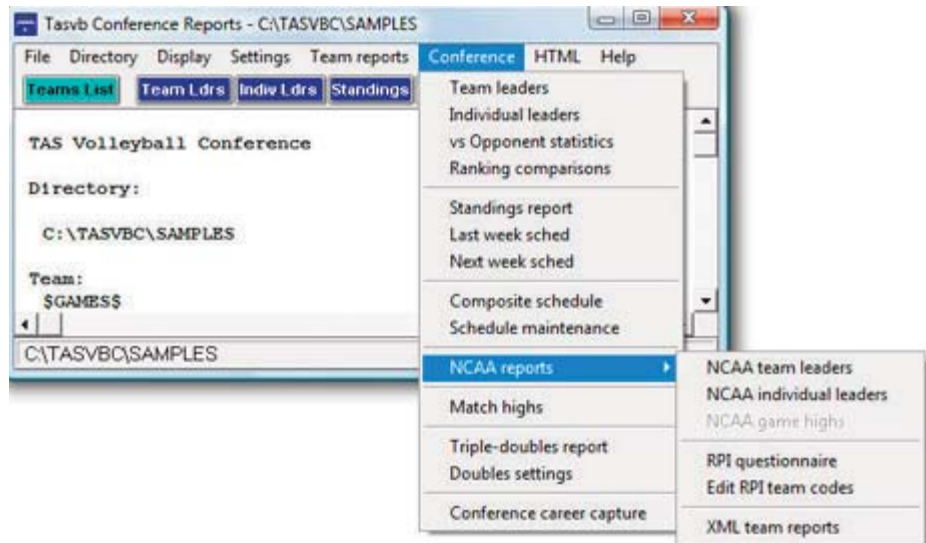 Tasvb Conference Reports - C:\TASVBC\SAMPLES
File Directory Display Settings Team reports Conference HTML Help
Teams List Team Ldrs Indiv Ldrs Standings
TAS Volleyball Conference
Directory:
C:\TASVBC\SAMPLES
Team:
$GAMES$
C:\TASVBC\SAMPLES
Team leaders
Individual leaders
vs Opponent statistics
Ranking comparisons
Standings report
Last week sched
Next week sched
Composite schedule
Schedule maintenance
NCAA reports
Match highs
Triple-doubles report
Doubles settings
Conference career capture
NCAA team leaders
NCAA individual leaders
NCAA game highs
RPI questionnaire
Edit RPI team codes
XML team reports